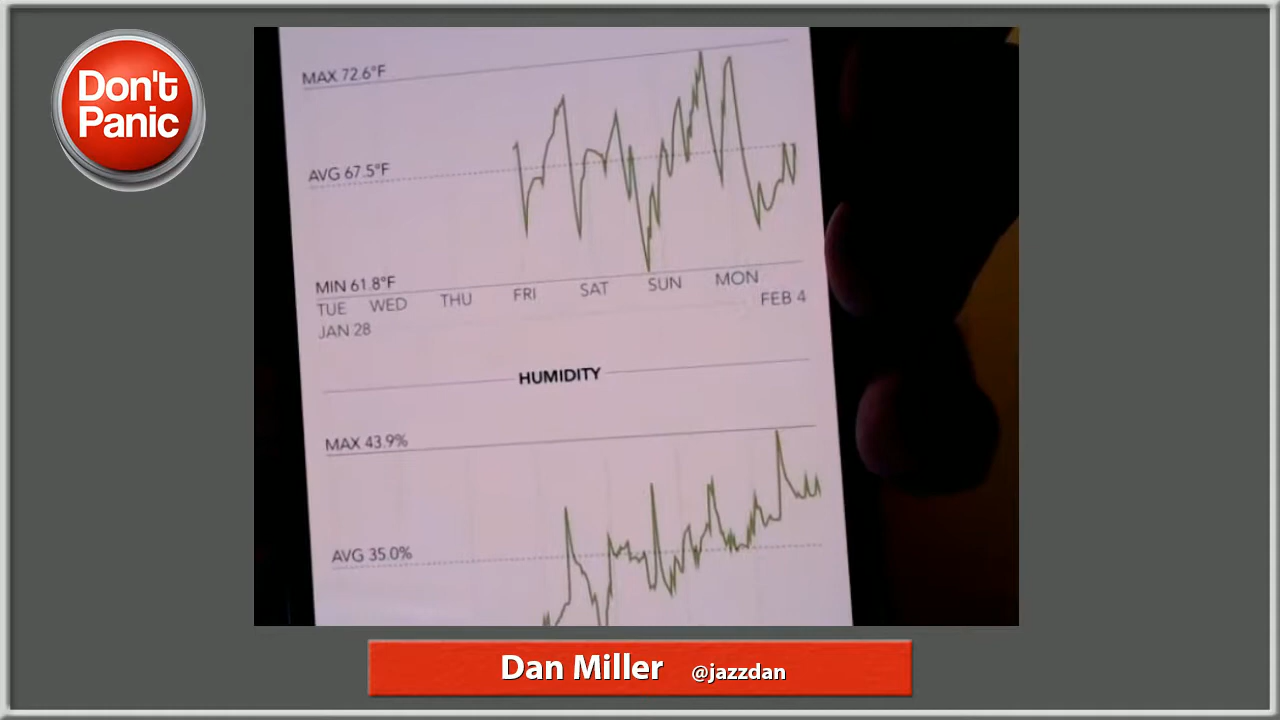 Don't
Panic
MAX 72.6°F
AVG 67.5°F
MIN 61.8°F
TUE WED THU FRI SAT SUN MON
JAN 28 FEB 4
HUMIDITY
MAX 43.9%
AVG 35.0%
Dan Miller @jazzdan